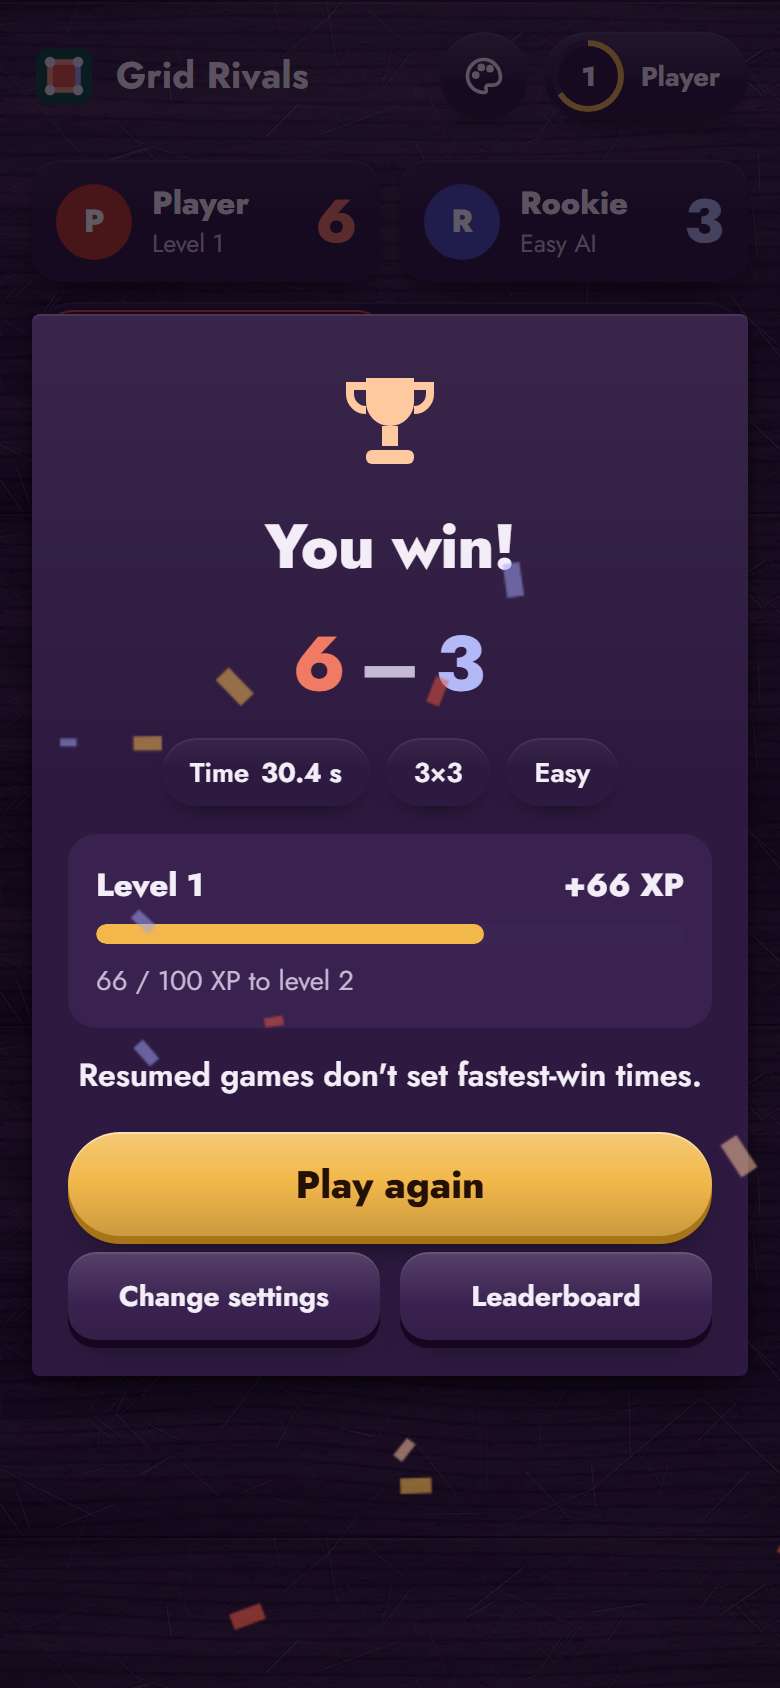 Grid Rivals
1
Player
P
Player
Level 1
6
R
Rookie
Easy AI
3
You win!
6 – 3
Time 30.4 s
3×3
Easy
Level 1
+66 XP
66 / 100 XP to level 2
Resumed games don't set fastest-win times.
Play again
Change settings
Leaderboard